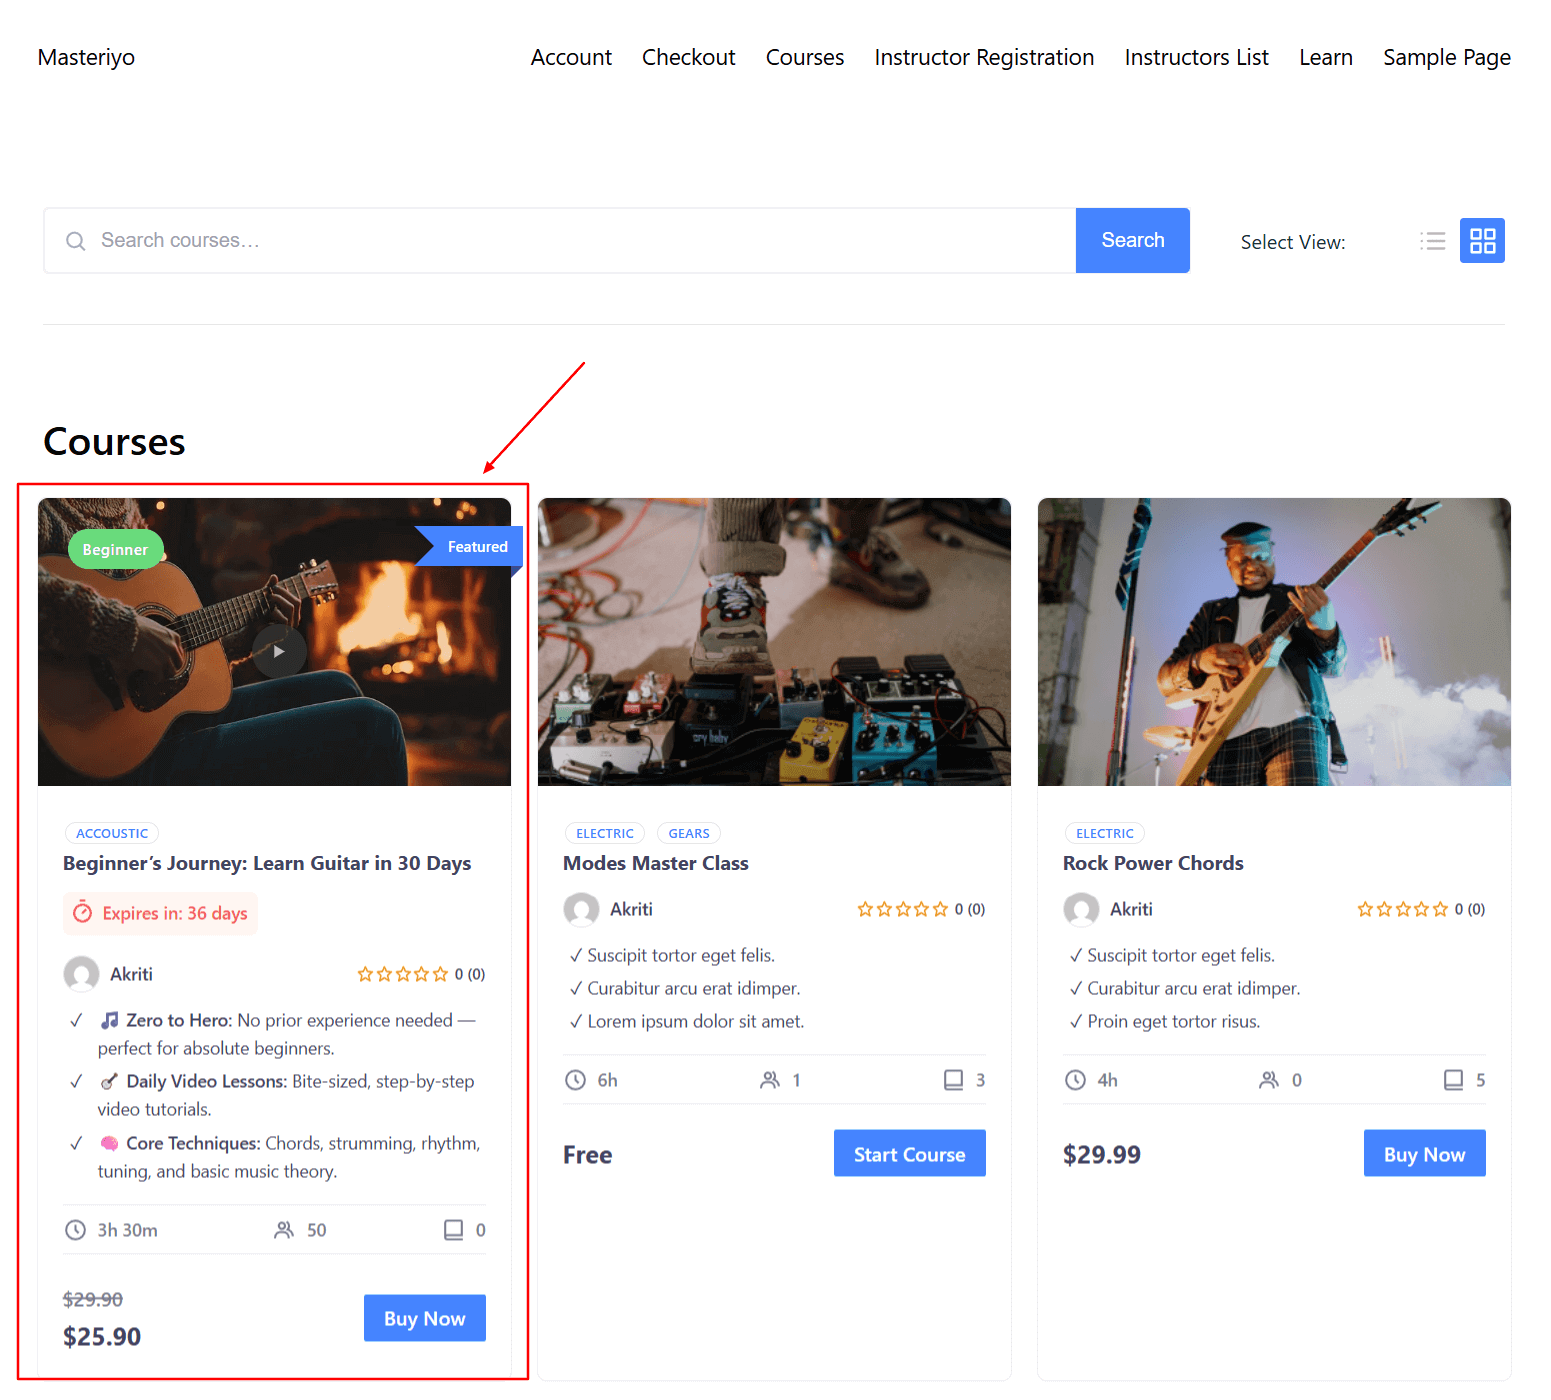 Masteriyo
Account Checkout Courses Instructor Registration Instructors List Learn Sample Page
Search courses...
Search
Select View:
Courses
Beginner
Featured
ACCOUSTIC
Beginner’s Journey: Learn Guitar in 30 Days
Expires in: 36 days
Akriti
0 (0)
✓ 🎵 Zero to Hero: No prior experience needed —
perfect for absolute beginners.
✓ 🪕 Daily Video Lessons: Bite-sized, step-by-step
video tutorials.
✓ 🧠 Core Techniques: Chords, strumming, rhythm,
tuning, and basic music theory.
3h 30m 50 0
$29.90
$25.90
Buy Now
cry baby
ELECTRIC GEARS
Modes Master Class
Akriti
0 (0)
✓ Suscipit tortor eget felis.
✓ Curabitur arcu erat idimper.
✓ Lorem ipsum dolor sit amet.
6h 1 3
Free
Start Course
ELECTRIC
Rock Power Chords
Akriti
0 (0)
✓ Suscipit tortor eget felis.
✓ Curabitur arcu erat idimper.
✓ Proin eget tortor risus.
4h 0 5
$29.99
Buy Now